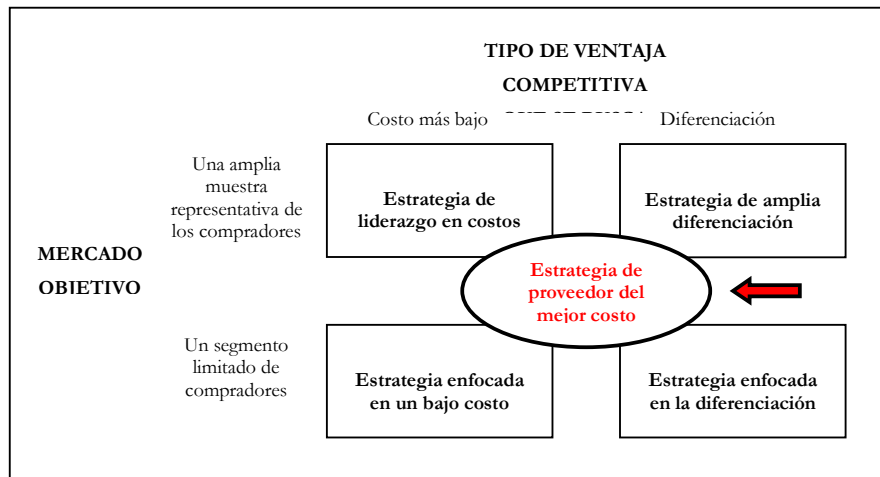 TIPO DE VENTAJA
COMPETITIVA
Costo más bajo
Diferenciación
Una amplia
muestra
representativa de
los compradores
Estrategia de
liderazgo en costos
Estrategia de amplia
diferenciación
MERCADO
OBJETIVO
Estrategia de
proveedor del
mejor costo
Un segmento
limitado de
compradores
Estrategia enfocada
en un bajo costo
Estrategia enfocada
en la diferenciación